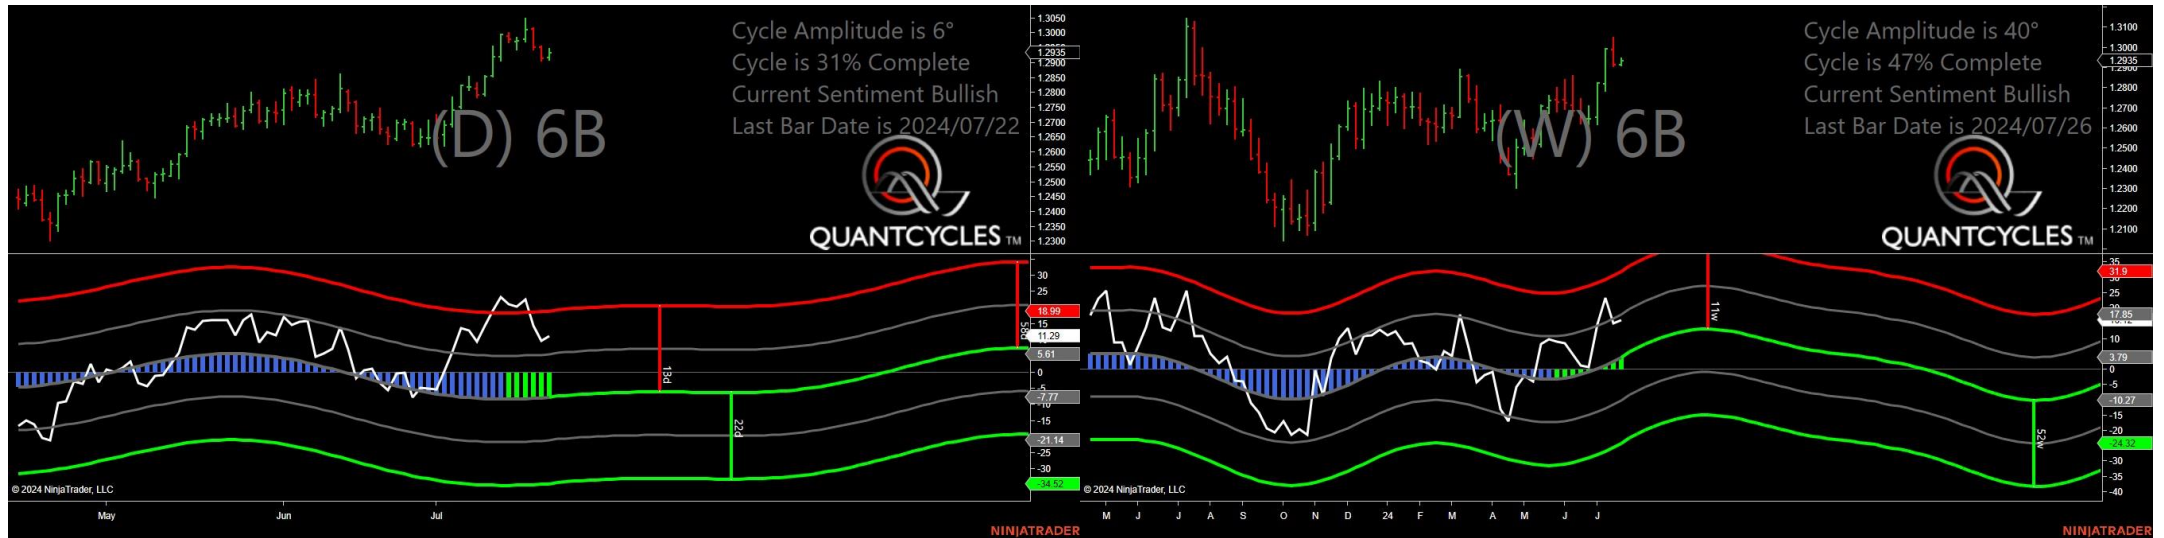 Cycle Amplitude is 6°
Cycle is 31% Complete
Current Sentiment Bullish
Last Bar Date is 2024/07/22
(D) 6B
QUANTCYCLES TM
1.3050
1.3000
1.2935
1.2900
1.2850
1.2800
1.2750
1.2700
1.2650
1.2600
1.2550
1.2500
1.2450
1.2400
1.2350
1.2300
30
25
18.99
15
11.29
5.61
0
-5
-7.77
-10
-15
-21.14
-25
-30
-34.52
58d
13d
22d
© 2024 NinjaTrader, LLC
May
Jun
Jul
NINJATRADER
Cycle Amplitude is 40°
Cycle is 47% Complete
Current Sentiment Bullish
Last Bar Date is 2024/07/26
(W) 6B
QUANTCYCLES TM
1.3100
1.3000
1.2935
1.2800
1.2700
1.2600
1.2500
1.2400
1.2300
1.2200
1.2100
35
31.9
25
17.85
10
3.79
0
-5
-10.27
-15
-20
-24.32
-30
-35
-40
11w
52w
© 2024 NinjaTrader, LLC
M J J A S O N D 24 F M A M J J
NINJATRADER